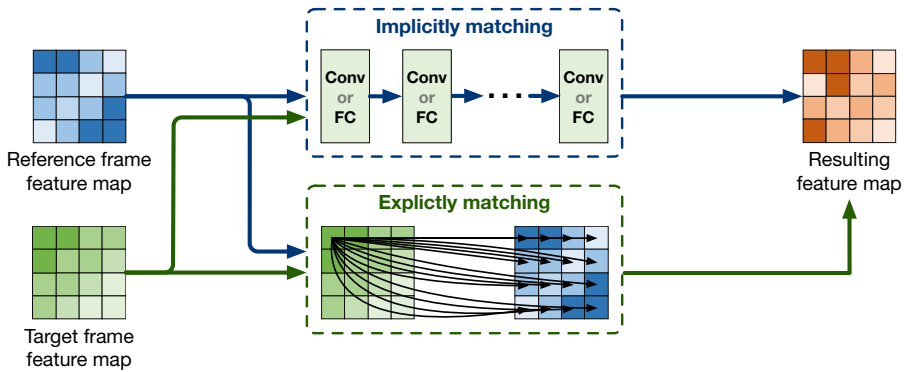 Implicitly matching
Conv
or
FC
Conv
or
FC
...
Conv
or
FC
Reference frame
feature map
Resulting
feature map
Explictly matching
Target frame
feature map